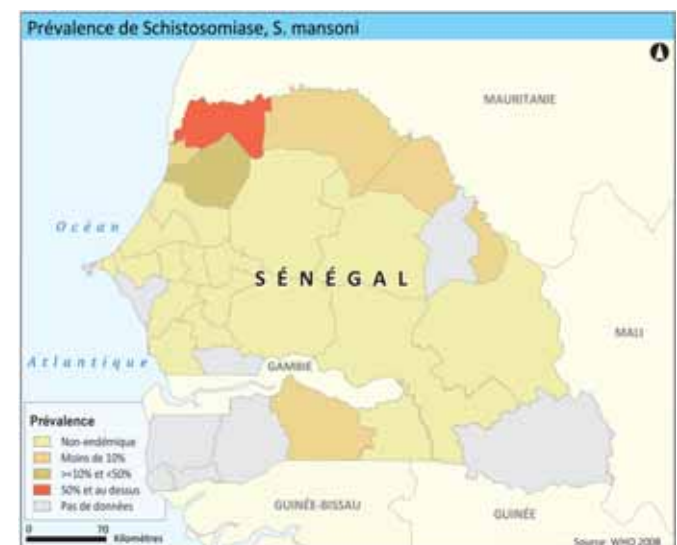 Prévalence de Schistosomiase, S. mansoni
MAURITANIE
Océan
SÉNÉGAL
MALI
Atlantique
GAMBIE
Prévalence
Non-endémique
Moins de 10%
>=10% et <50%
50% et au dessus
Pas de données
GUINÉE-BISSAU
GUINÉE
0 70
Kilomètres
Source: WHO 2008